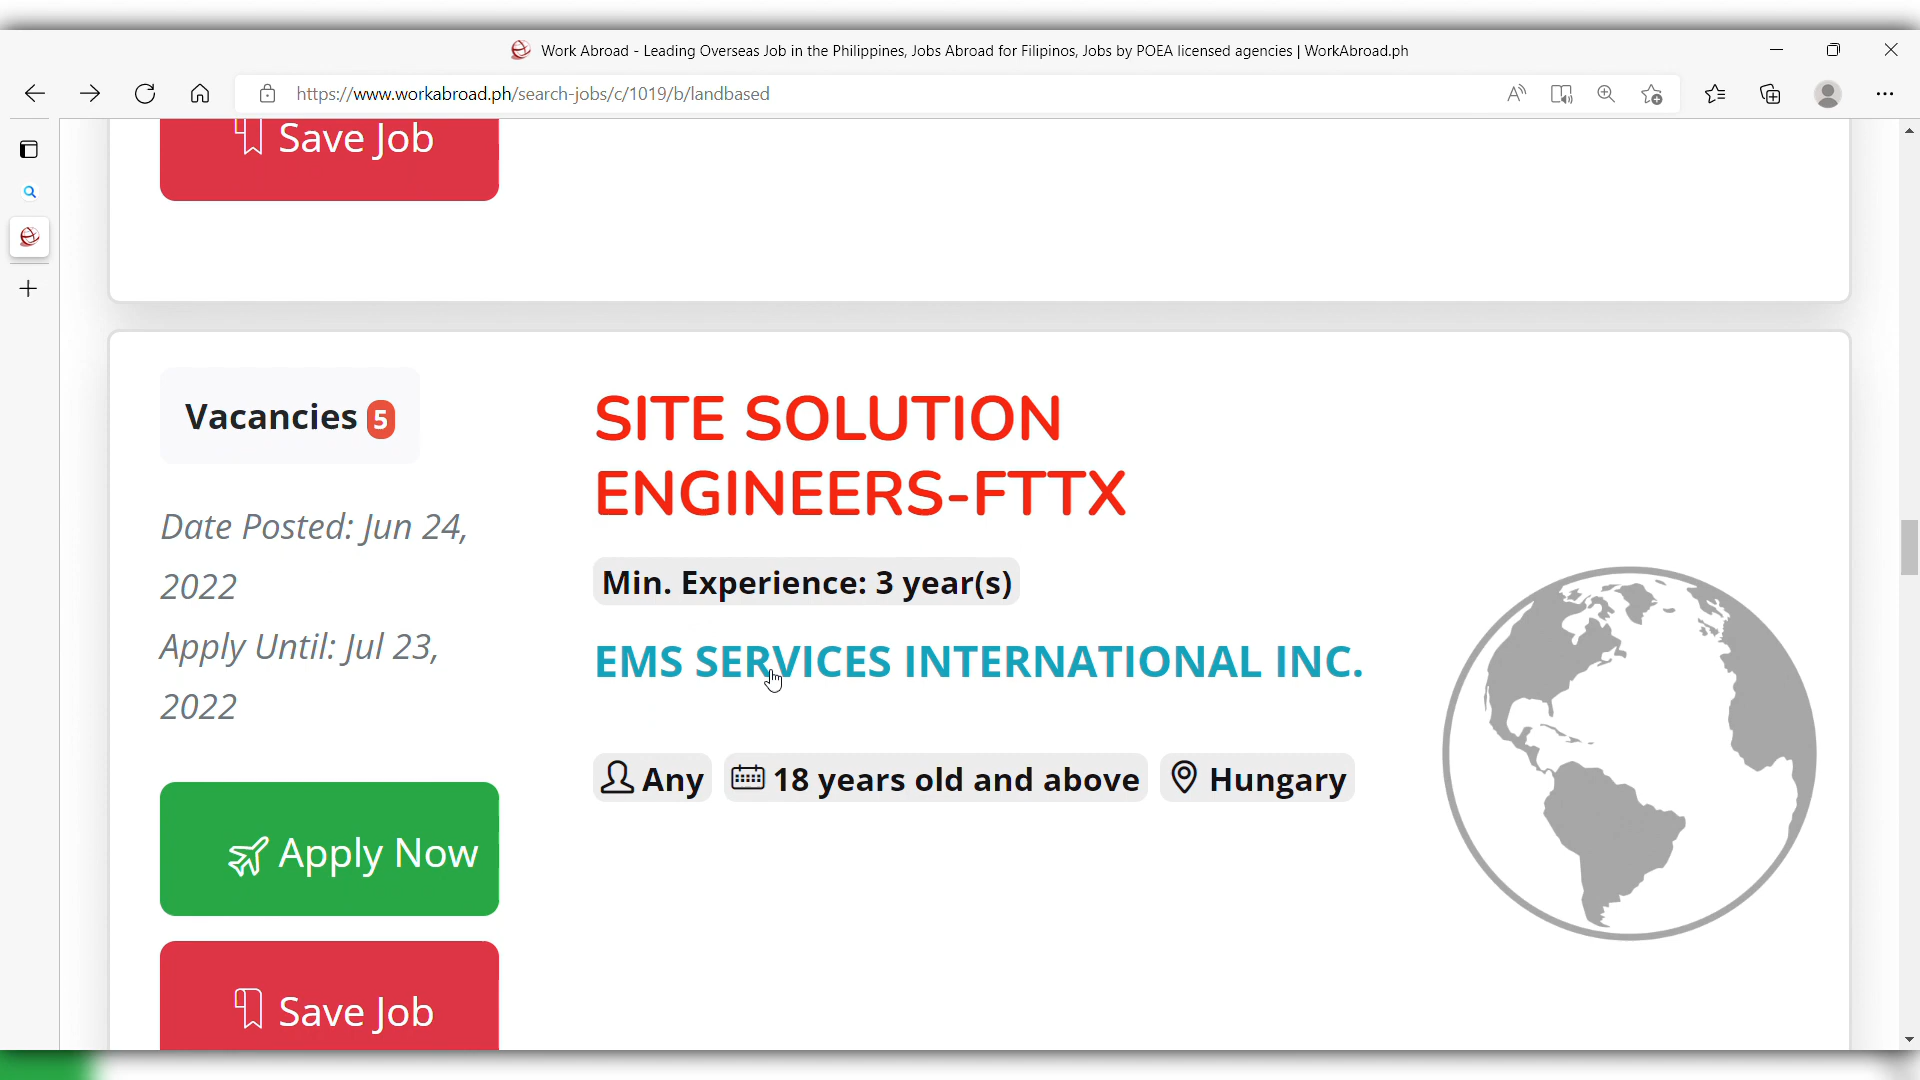 Work Abroad - Leading Overseas Job in the Philippines, Jobs Abroad for Filipinos, Jobs by POEA licensed agencies | WorkAbroad.ph
https://www.workabroad.ph/search-jobs/c/1019/b/landbased
Save Job
Vacancies 5
SITE SOLUTION
ENGINEERS-FTTX
Date Posted: Jun 24,
2022
Min. Experience: 3 year(s)
Apply Until: Jul 23,
2022
EMS SERVICES INTERNATIONAL INC.
Any 18 years old and above Hungary
Apply Now
Save Job